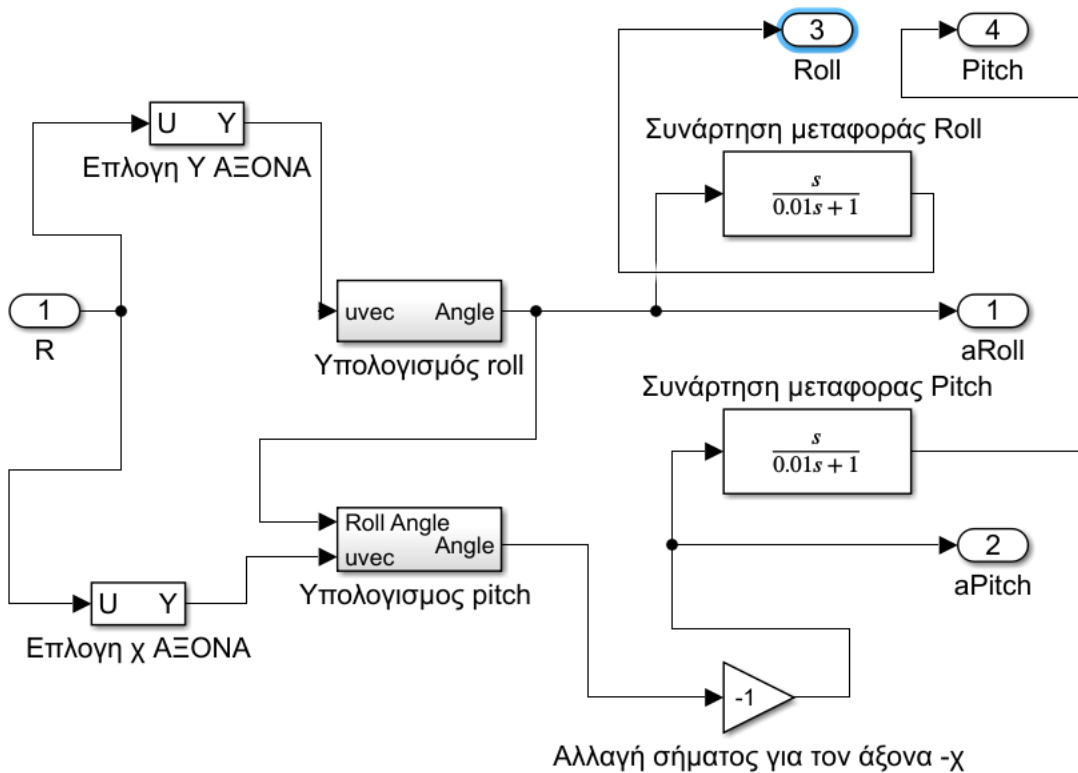 3
Roll
4
Pitch
Συνάρτηση μεταφοράς Roll
s
0.01s + 1
U Y
Επλογη Υ ΑΞΟΝΑ
1
R
uvec Angle
Υπολογισμός roll
1
aRoll
Συνάρτηση μεταφορας Pitch
s
0.01s + 1
Roll Angle
uvec Angle
Υπολογισμος pitch
2
aPitch
U Y
Επλογη χ ΑΞΟΝΑ
-1
Αλλαγή σήματος για τον άξονα -χ